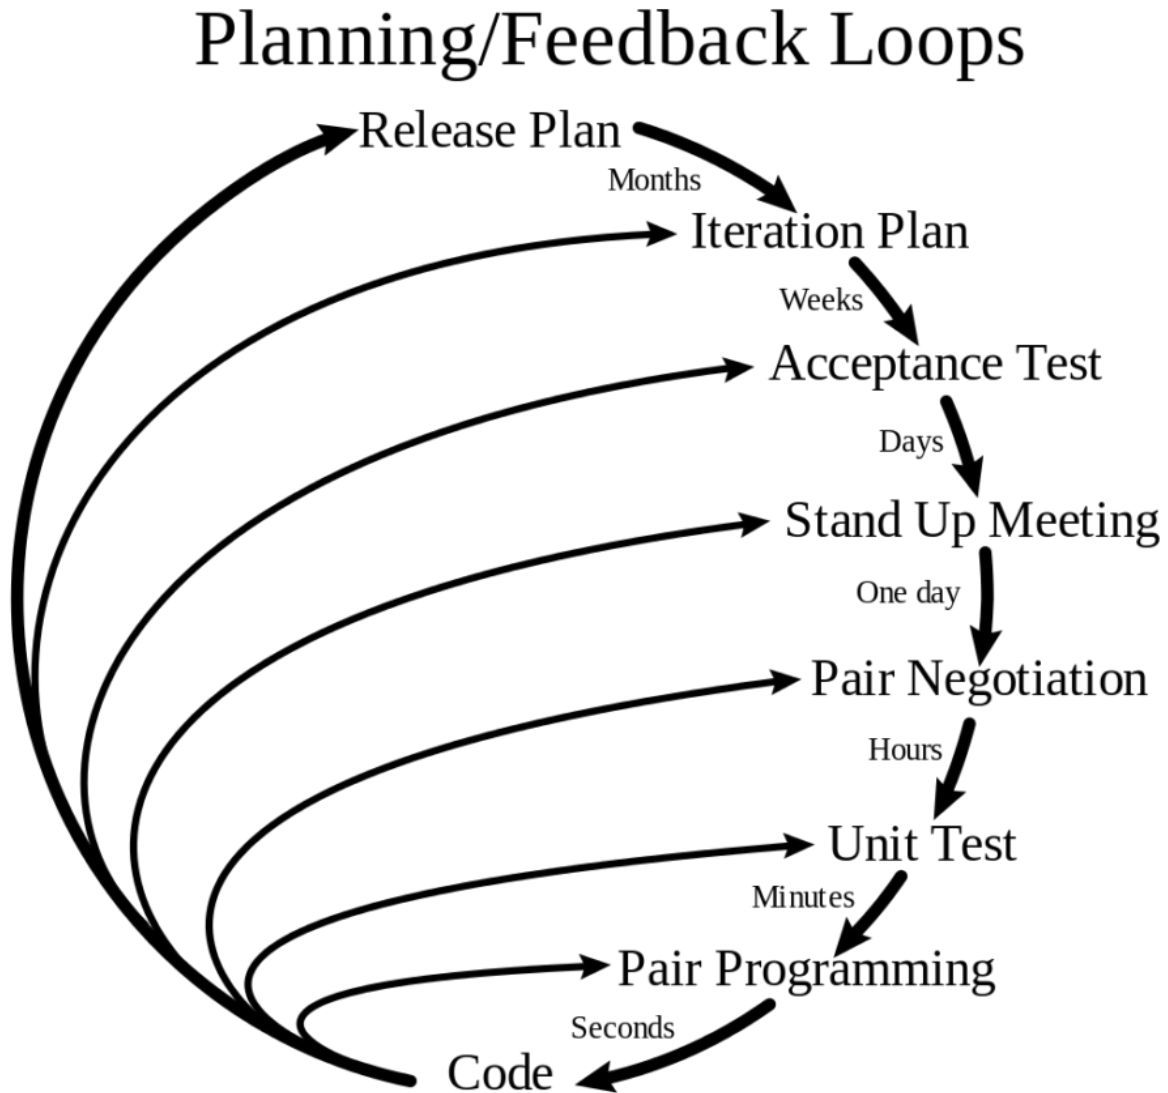 Planning/Feedback Loops
Release Plan
Months
Iteration Plan
Weeks
Acceptance Test
Days
Stand Up Meeting
One day
Pair Negotiation
Hours
Unit Test
Minutes
Pair Programming
Seconds
Code